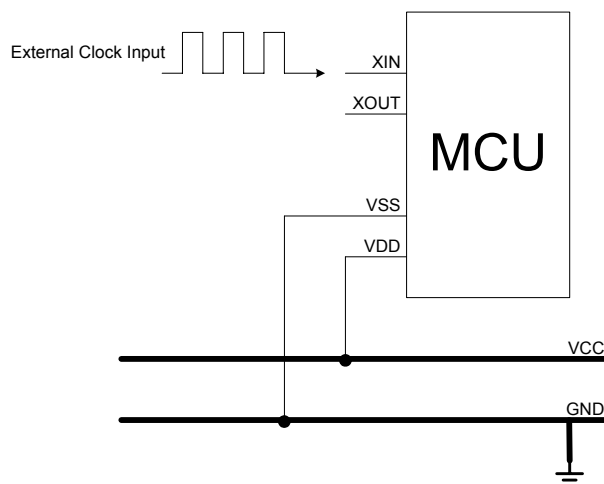 External Clock Input
XIN
XOUT
MCU
VSS
VDD
VCC
GND